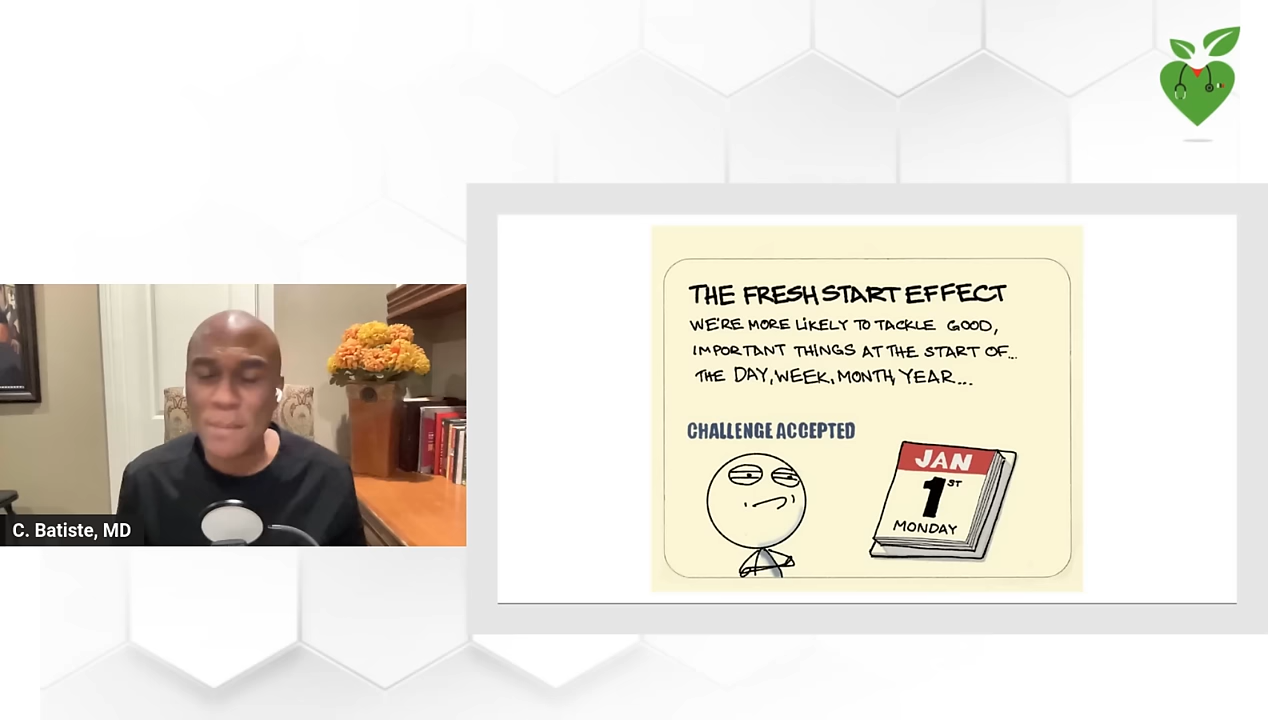 THE FRESH START EFFECT
WE'RE MORE LIKELY TO TACKLE GOOD,
IMPORTANT THINGS AT THE START OF...
THE DAY, WEEK, MONTH, YEAR...
CHALLENGE ACCEPTED
JAN
1ST
MONDAY
C. Batiste, MD